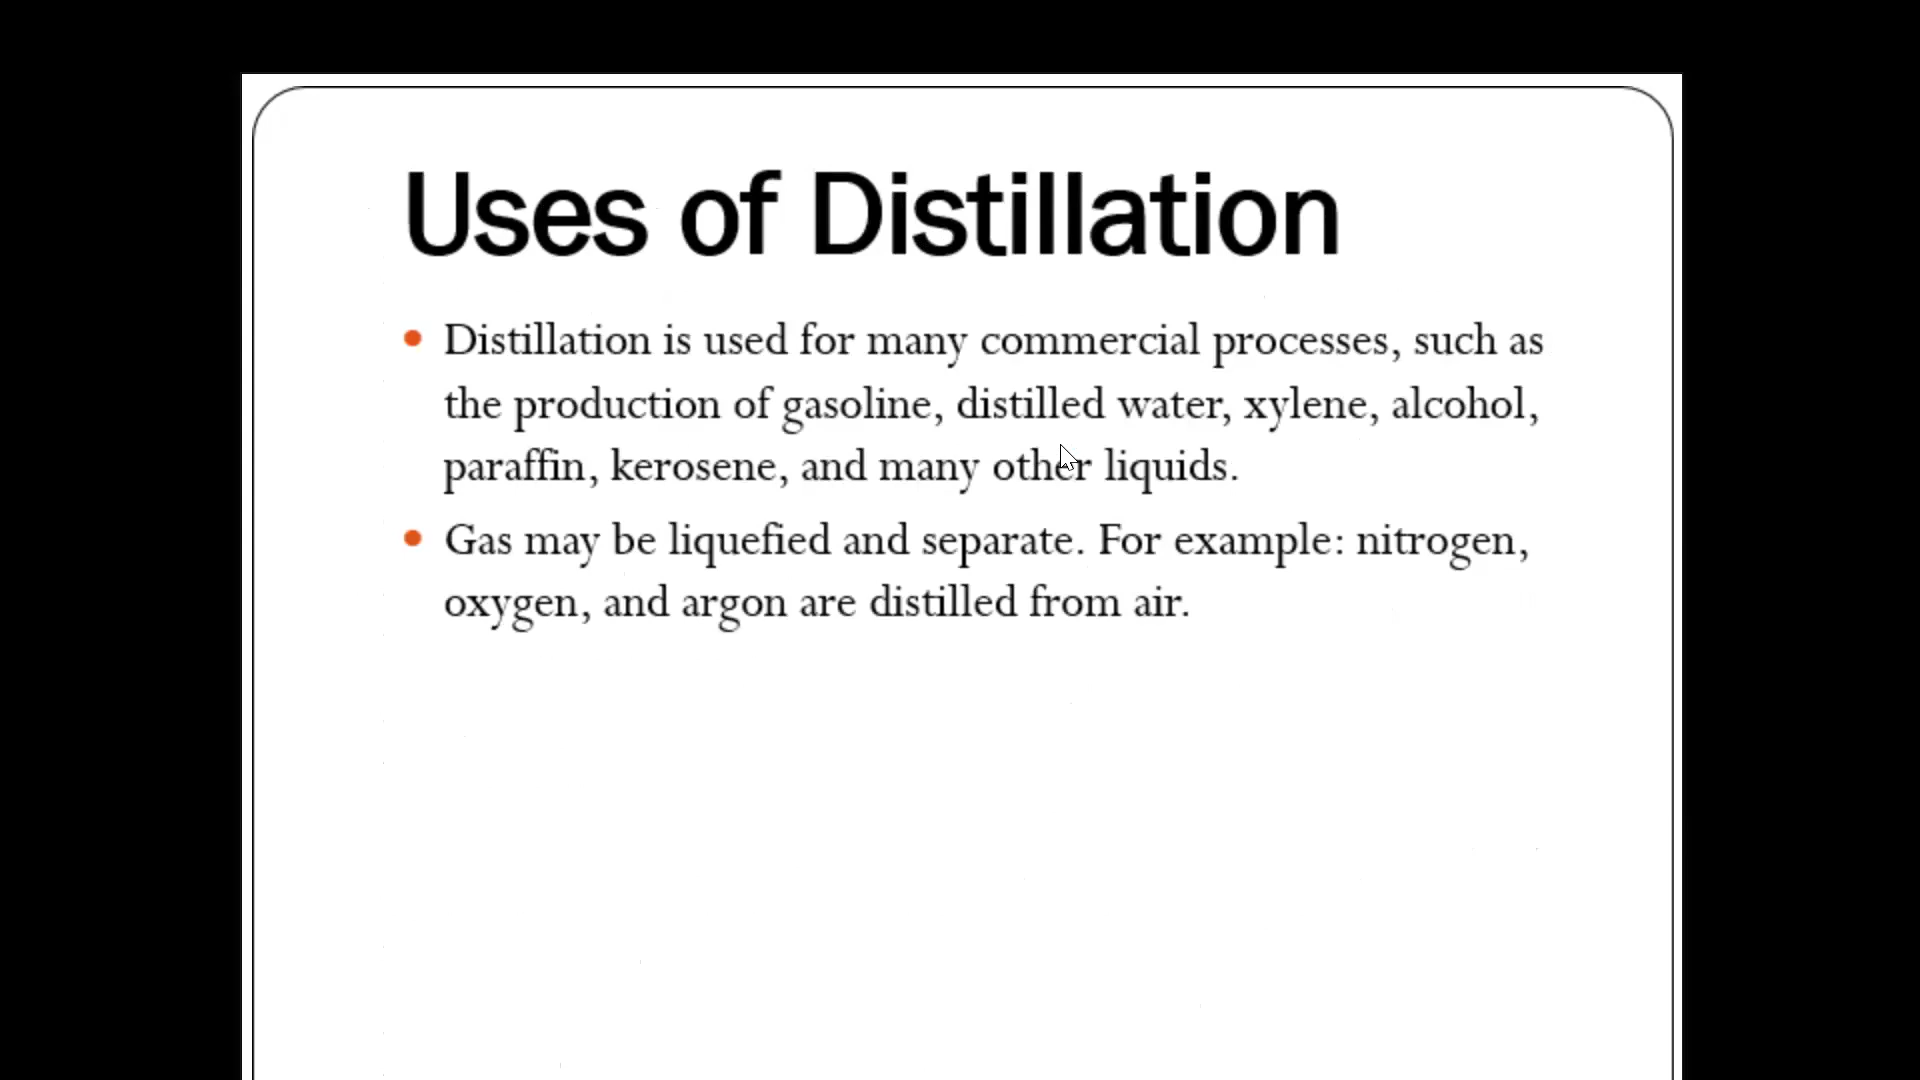 Uses of Distillation
• Distillation is used for many commercial processes, such as
the production of gasoline, distilled water, xylene, alcohol,
paraffin, kerosene, and many other liquids.
• Gas may be liquefied and separate. For example: nitrogen,
oxygen, and argon are distilled from air.